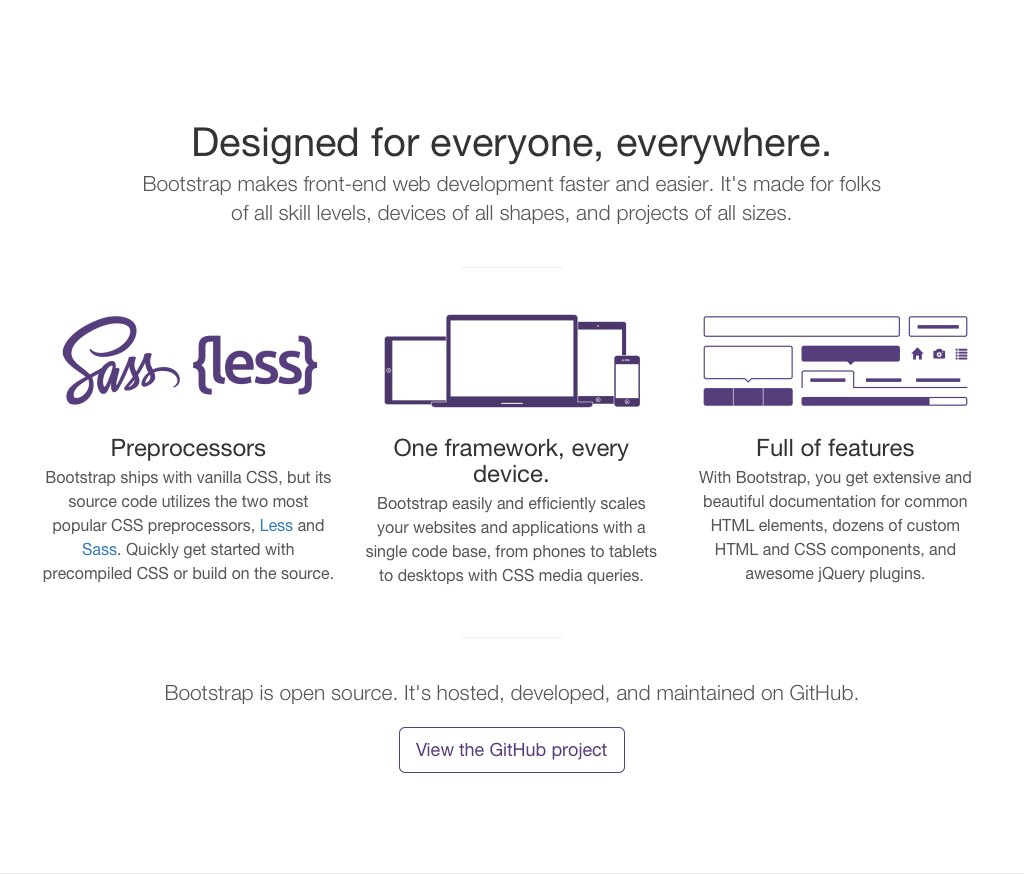 Designed for everyone, everywhere.
Bootstrap makes front-end web development faster and easier. It's made for folks
of all skill levels, devices of all shapes, and projects of all sizes.
Sass {less}
Preprocessors
Bootstrap ships with vanilla CSS, but its
source code utilizes the two most
popular CSS preprocessors, Less and
Sass. Quickly get started with
precompiled CSS or build on the source.
One framework, every
device.
Bootstrap easily and efficiently scales
your websites and applications with a
single code base, from phones to tablets
to desktops with CSS media queries.
Full of features
With Bootstrap, you get extensive and
beautiful documentation for common
HTML elements, dozens of custom
HTML and CSS components, and
awesome jQuery plugins.
Bootstrap is open source. It's hosted, developed, and maintained on GitHub.
View the GitHub project